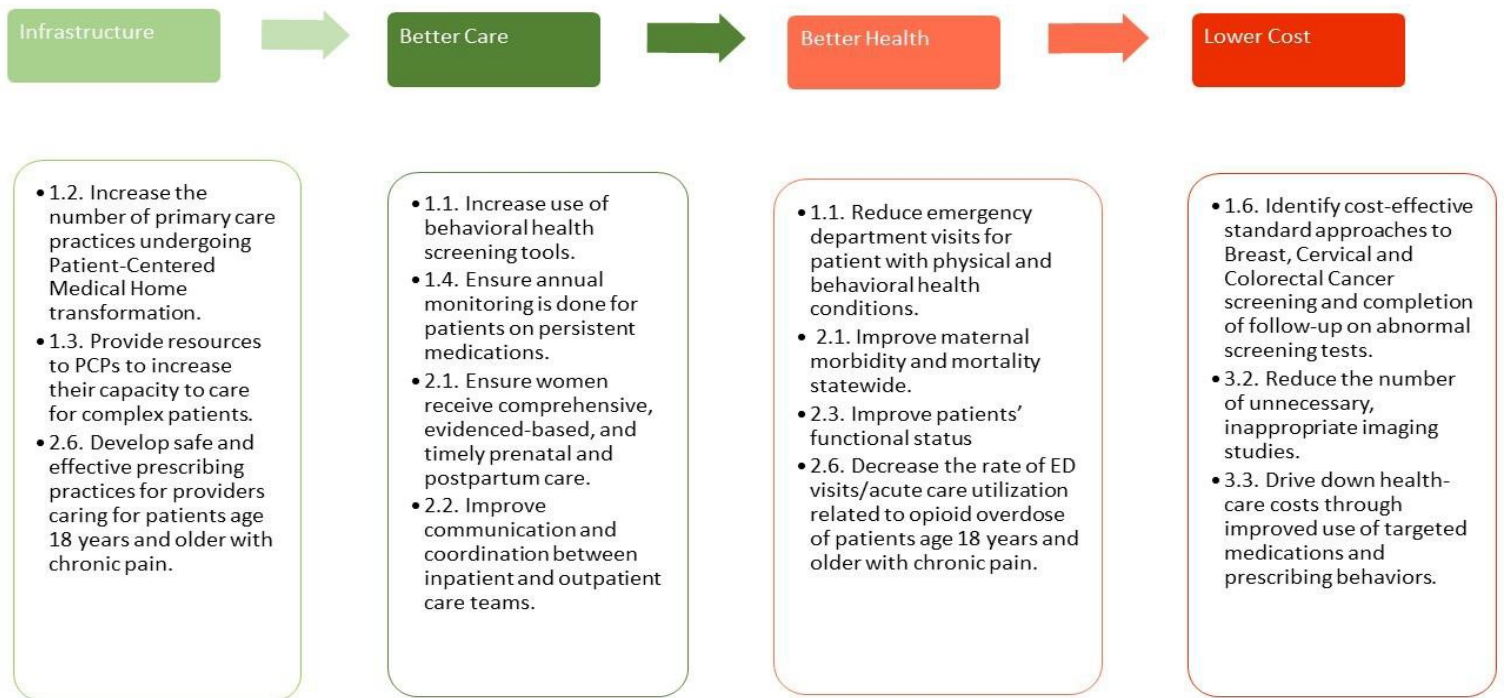 Infrastructure
Better Care
Better Health
Lower Cost
• 1.2. Increase the
number of primary care
practices undergoing
Patient-Centered
Medical Home
transformation.
• 1.3. Provide resources
to PCPs to increase
their capacity to care
for complex patients.
• 2.6. Develop safe and
effective prescribing
practices for providers
caring for patients age
18 years and older with
chronic pain.
• 1.1. Increase use of
behavioral health
screening tools.
• 1.4. Ensure annual
monitoring is done for
patients on persistent
medications.
• 2.1. Ensure women
receive comprehensive,
evidenced-based, and
timely prenatal and
postpartum care.
• 2.2. Improve
communication and
coordination between
inpatient and outpatient
care teams.
• 1.1. Reduce emergency
department visits for
patient with physical and
behavioral health
conditions.
• 2.1. Improve maternal
morbidity and mortality
statewide.
• 2.3. Improve patients’
functional status
• 2.6. Decrease the rate of ED
visits/acute care utilization
related to opioid overdose
of patients age 18 years and
older with chronic pain.
• 1.6. Identify cost-effective
standard approaches to
Breast, Cervical and
Colorectal Cancer
screening and completion
of follow-up on abnormal
screening tests.
• 3.2. Reduce the number
of unnecessary,
inappropriate imaging
studies.
• 3.3. Drive down health-
care costs through
improved use of targeted
medications and
prescribing behaviors.